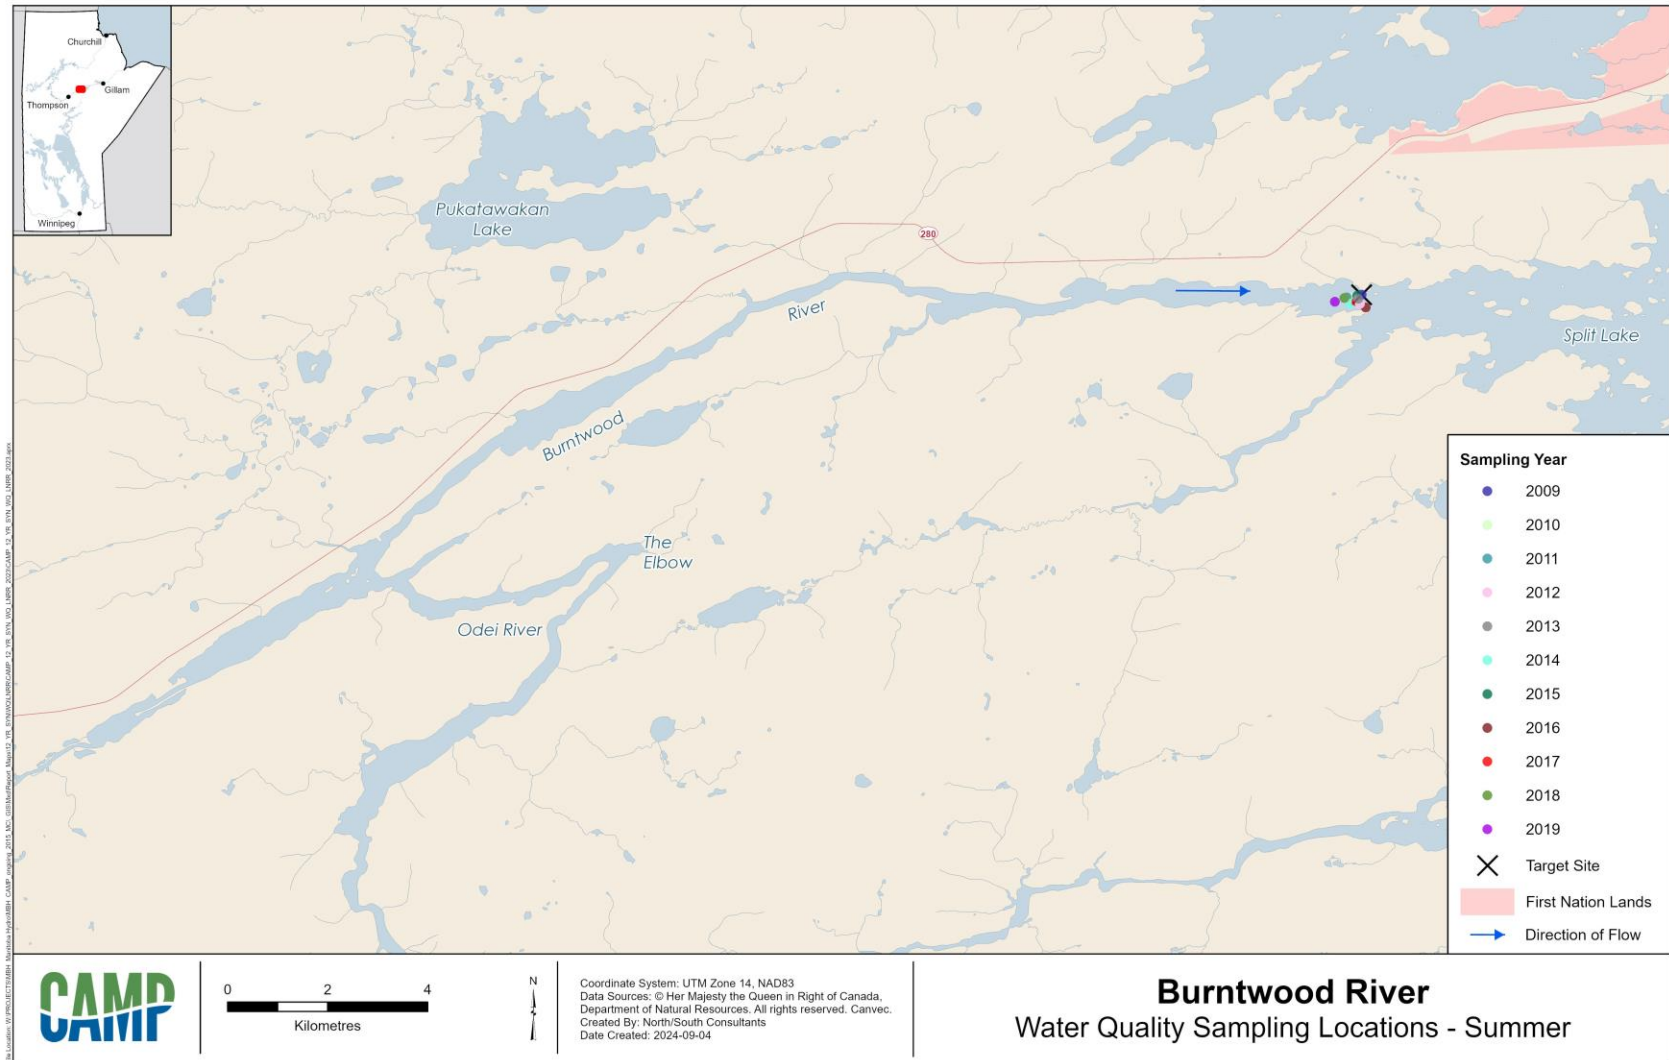 Churchill
Gillam
Thompson
Winnipeg
Pukatawakan
Lake
280
River
Split Lake
Burntwood
The
Elbow
Odei River
Sampling Year
2009
2010
2011
2012
2013
2014
2015
2016
2017
2018
2019
Target Site
First Nation Lands
Direction of Flow
CAMP
0 2 4
Kilometres
N
Coordinate System: UTM Zone 14, NAD83
Data Sources: © Her Majesty the Queen in Right of Canada,
Department of Natural Resources. All rights reserved. Canvec.
Created By: North/South Consultants
Date Created: 2024-09-04
Burntwood River
Water Quality Sampling Locations - Summer